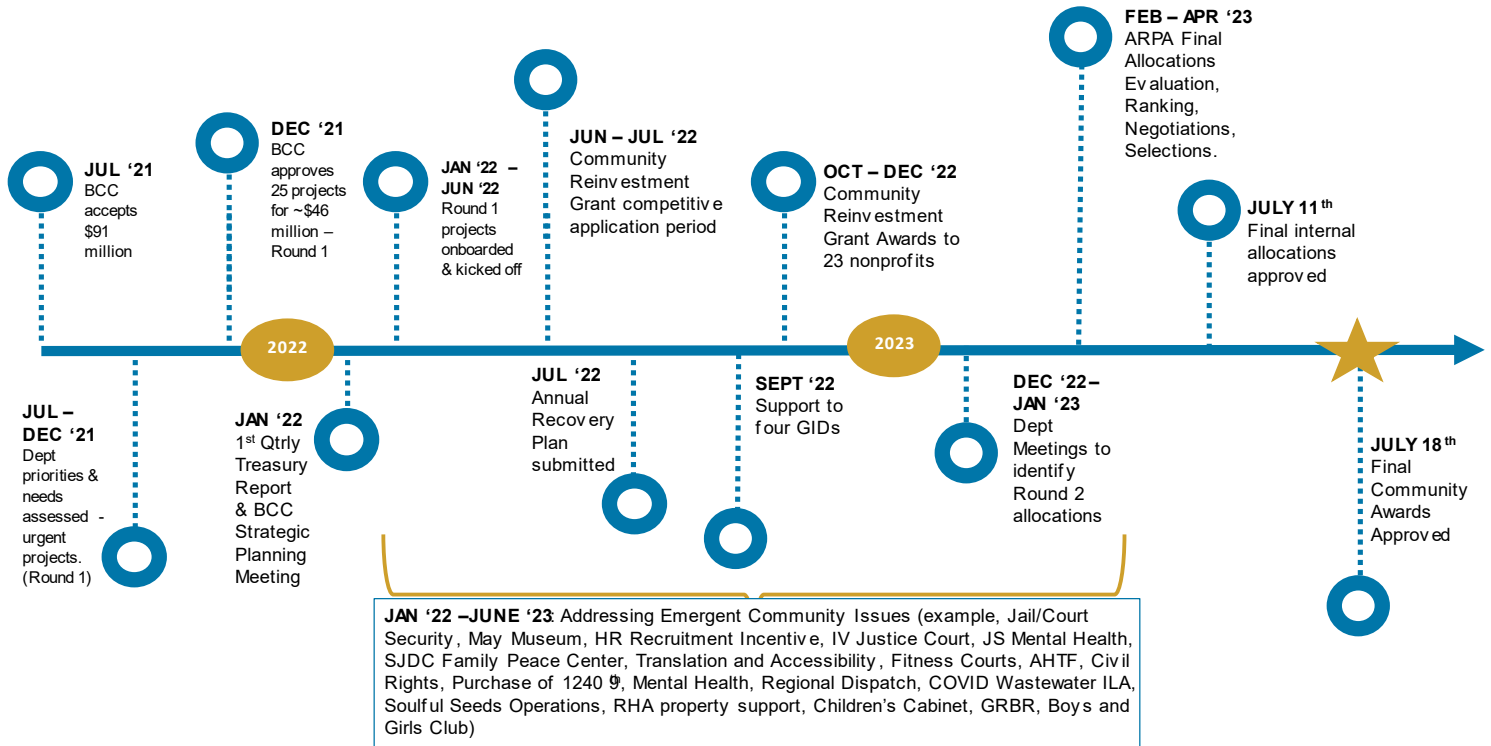 JUL ‘21
BCC
accepts
$91
million
DEC ‘21
BCC
approves
25 projects
for ~$46
million –
Round 1
JAN ‘22 –
JUN ‘22
Round 1
projects
onboarded
& kicked off
JUN – JUL ‘22
Community
Reinvestment
Grant competitive
application period
OCT – DEC ‘22
Community
Reinvestment
Grant Awards to
23 nonprofits
FEB – APR ‘23
ARPA Final
Allocations
Evaluation,
Ranking,
Negotiations,
Selections.
JULY 11th
Final internal
allocations
approved
2022
2023
JUL –
DEC ‘21
Dept
priorities &
needs
assessed -
urgent
projects.
(Round 1)
JAN ‘22
1st Qtrly
Treasury
Report
& BCC
Strategic
Planning
Meeting
JUL ‘22
Annual
Recovery
Plan
submitted
SEPT ‘22
Support to
four GIDs
DEC ‘22–
JAN ‘23
Dept
Meetings to
identify
Round 2
allocations
JULY 18th
Final
Community
Awards
Approved
JAN ‘22 –JUNE ‘23: Addressing Emergent Community Issues (example, Jail/Court
Security, May Museum, HR Recruitment Incentive, IV Justice Court, JS Mental Health,
SJDC Family Peace Center, Translation and Accessibility, Fitness Courts, AHTF, Civil
Rights, Purchase of 1240 9th, Mental Health, Regional Dispatch, COVID Wastewater ILA,
Soulful Seeds Operations, RHA property support, Children’s Cabinet, GRBR, Boys and
Girls Club)